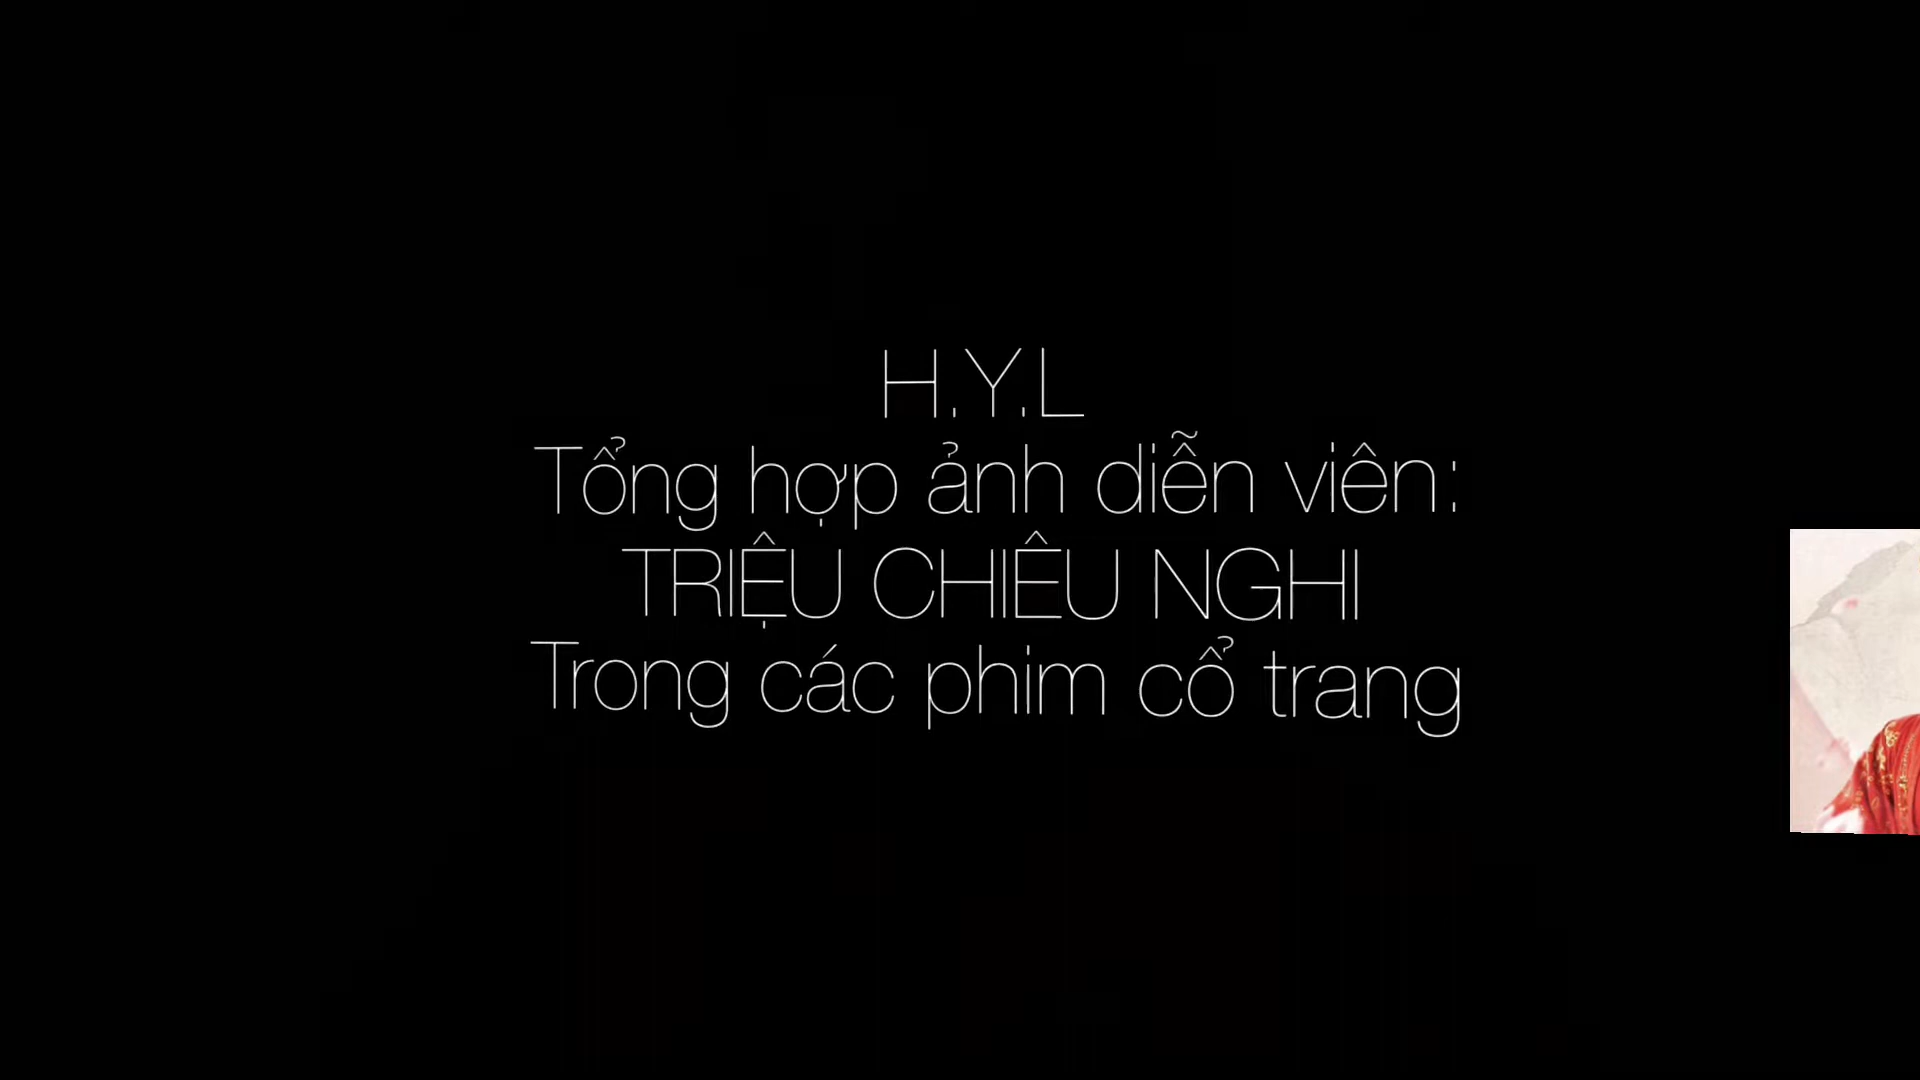 H.Y.L
Tổng hợp ảnh diễn viên:
TRIỆU CHIÊU NGHI
Trong các phim cổ trang